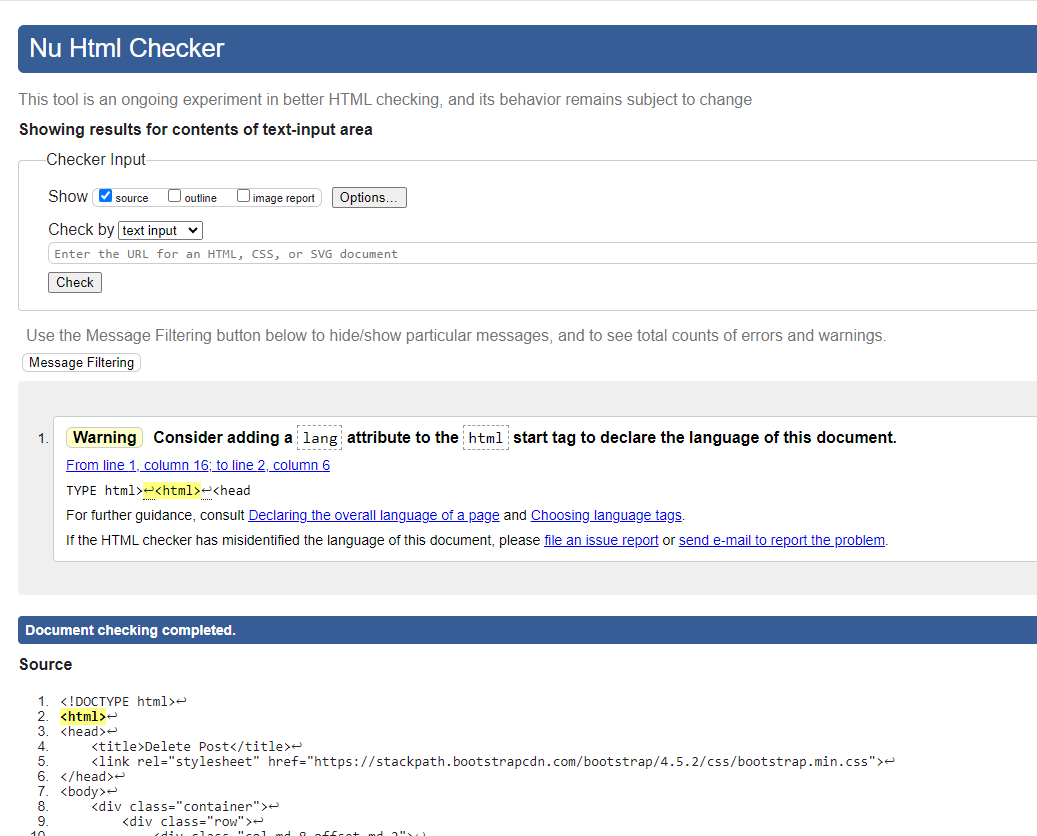 Nu Html Checker
This tool is an ongoing experiment in better HTML checking, and its behavior remains subject to change
Showing results for contents of text-input area
Checker Input
Show source outline image report Options...
Check by text input
Enter the URL for an HTML, CSS, or SVG document
Check
Use the Message Filtering button below to hide/show particular messages, and to see total counts of errors and warnings.
Message Filtering
1. Warning Consider adding a lang attribute to the html start tag to declare the language of this document.
From line 1, column 16; to line 2, column 6
TYPE html>↩<html>↩<head
For further guidance, consult Declaring the overall language of a page and Choosing language tags.
If the HTML checker has misidentified the language of this document, please file an issue report or send e-mail to report the problem.
Document checking completed.
Source
1. <!DOCTYPE html>↩
2. <html>↩
3. <head>↩
4. <title>Delete Post</title>↩
5. <link rel="stylesheet" href="https://stackpath.bootstrapcdn.com/bootstrap/4.5.2/css/bootstrap.min.css">↩
6. </head>↩
7. <body>↩
8. <div class="container">↩
9. <div class="row">↩
10. <div class="col-md-8 offset-md-2">↩